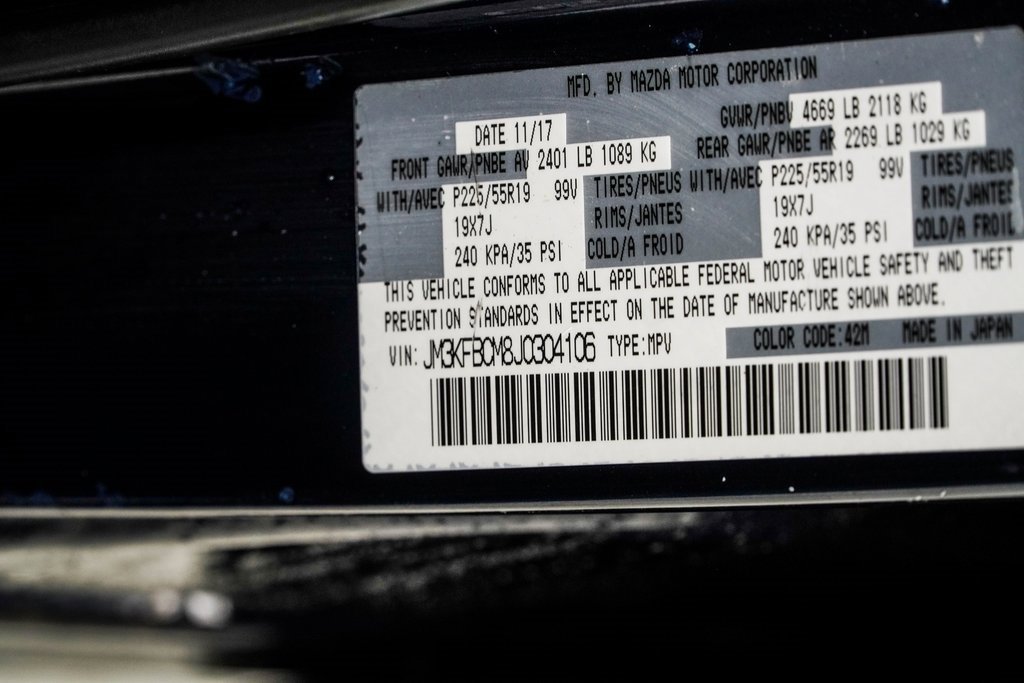 MFD. BY MAZDA MOTOR CORPORATION
DATE 11/17 GVWR/PNBV 4669 LB 2118 KG
FRONT GAWR/PNBE AV 2401 LB 1089 KG REAR GAWR/PNBE AR 2269 LB 1029 KG
WITH/AVEC P225/55R19 99V TIRES/PNEUS WITH/AVEC P225/55R19 99V TIRES/PNEUS
19X7J RIMS/JANTES 19X7J RIMS/JANTES
240 KPA/35 PSI COLD/A FROID 240 KPA/35 PSI COLD/A FROID
THIS VEHICLE CONFORMS TO ALL APPLICABLE FEDERAL MOTOR VEHICLE SAFETY AND THEFT
PREVENTION STANDARDS IN EFFECT ON THE DATE OF MANUFACTURE SHOWN ABOVE.
VIN: JM3KFBCM8J0304106 TYPE:MPV COLOR CODE:42M MADE IN JAPAN